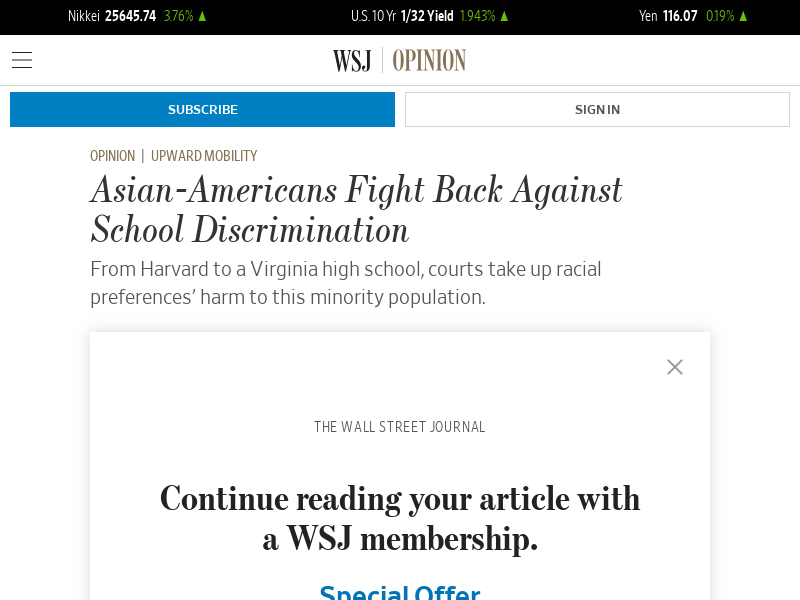 Nikkei 25645.74 3.76% ▲ U.S. 10 Yr 1/32 Yield 1.943% ▲ Yen 116.07 0.19% ▲
WSJ | OPINION
SUBSCRIBE SIGN IN
OPINION | UPWARD MOBILITY
Asian-Americans Fight Back Against
School Discrimination
From Harvard to a Virginia high school, courts take up racial
preferences’ harm to this minority population.
THE WALL STREET JOURNAL
Continue reading your article with
a WSJ membership.
Special Offer